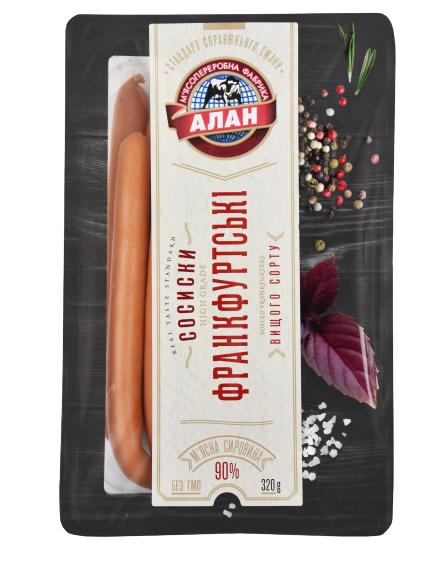 СТАНДАРТ СПРАВЖНЬОГО СМАКУ
М'ЯСОПЕРЕРОБНА ФАБРИКА
АЛАН
REAL TASTE STANDARD
СОСИСКИ
HIGH GRADE
ФРАНКФУРТСЬКІ
BOILED FRANKFURTERS
ВИЩОГО СОРТУ
М'ЯСНА СИРОВИНА
90%
БЕЗ ГМО
320 g